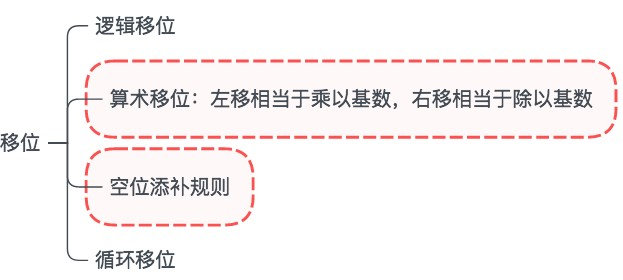 逻辑移位
算术移位：左移相当于乘以基数，右移相当于除以基数
移位
空位添补规则
循环移位